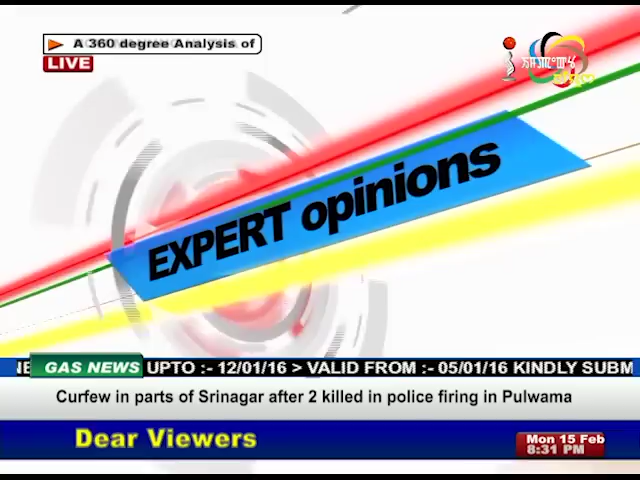 A 360 degree Analysis of
LIVE
EXPERT opinions
GAS NEWS
UPTO :- 12/01/16 > VALID FROM :- 05/01/16 KINDLY SUBM
Curfew in parts of Srinagar after 2 killed in police firing in Pulwama
Dear Viewers
Mon 15 Feb
8:31 PM